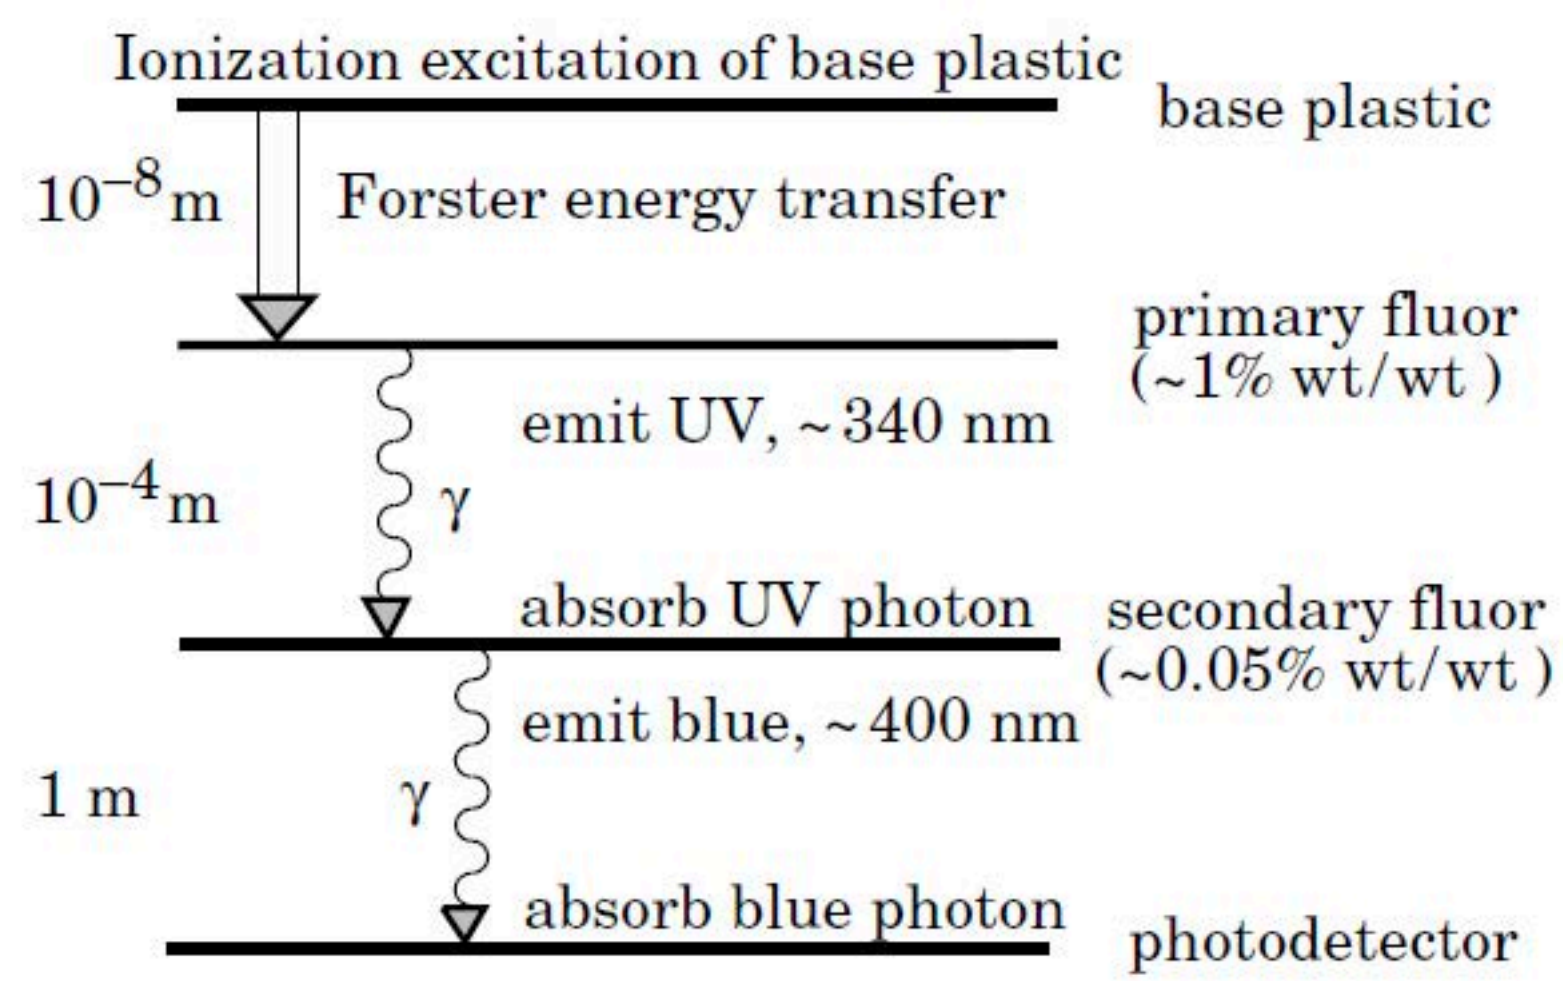 Ionization excitation of base plastic
base plastic
10⁻⁸ m
Forster energy transfer
primary fluor
(~1% wt/wt )
emit UV, ~340 nm
10⁻⁴ m
γ
absorb UV photon
secondary fluor
(~0.05% wt/wt )
emit blue, ~400 nm
1 m
γ
absorb blue photon
photodetector